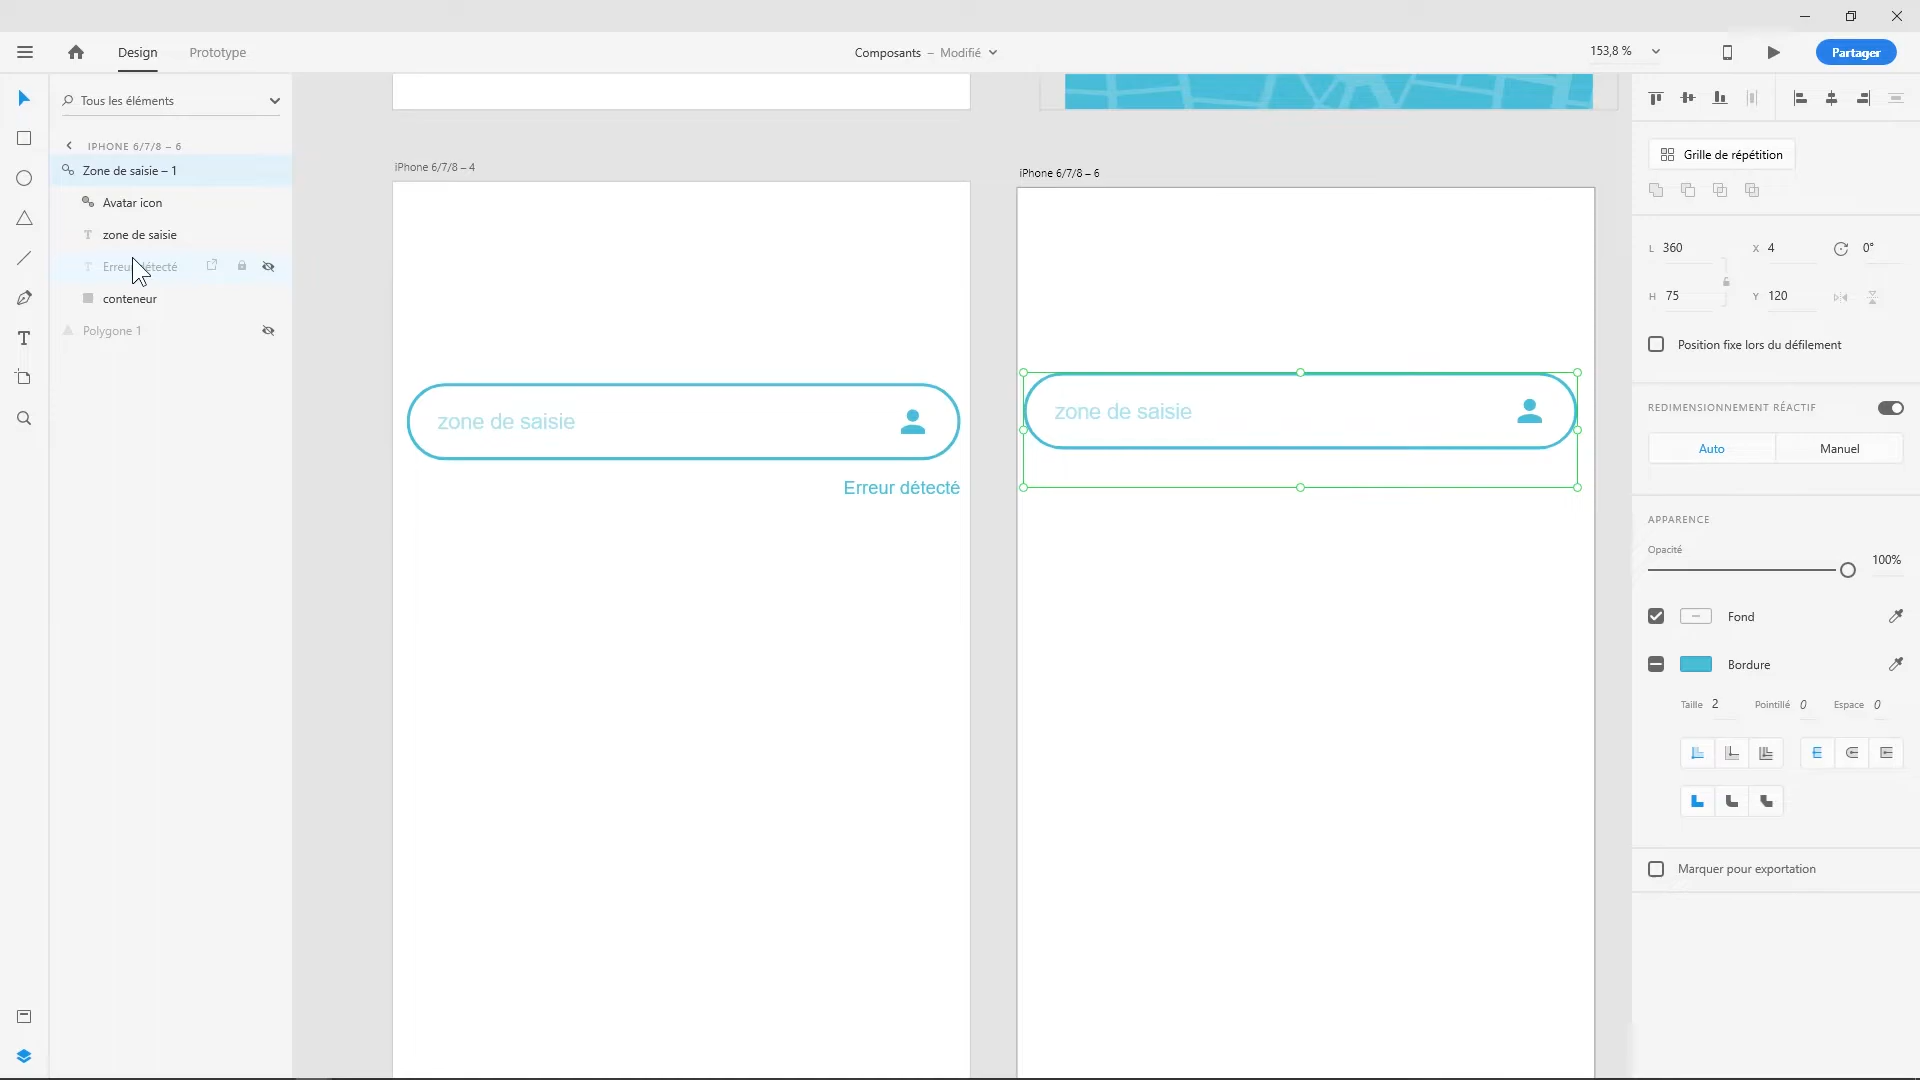 Design
Prototype
Composants – Modifié
153,8 %
Partager
Tous les éléments
IPHONE 6/7/8 – 6
Zone de saisie – 1
Avatar icon
zone de saisie
Erreur détecté
conteneur
Polygone 1
iPhone 6/7/8 – 4
zone de saisie
Erreur détecté
iPhone 6/7/8 – 6
zone de saisie
Grille de répétition
L 360
X 4
0°
H 75
Y 120
Position fixe lors du défilement
REDIMENSIONNEMENT RÉACTIF
Auto
Manuel
APPARENCE
Opacité
100%
Fond
Bordure
Taille 2
Pointillé 0
Espace 0
Marquer pour exportation